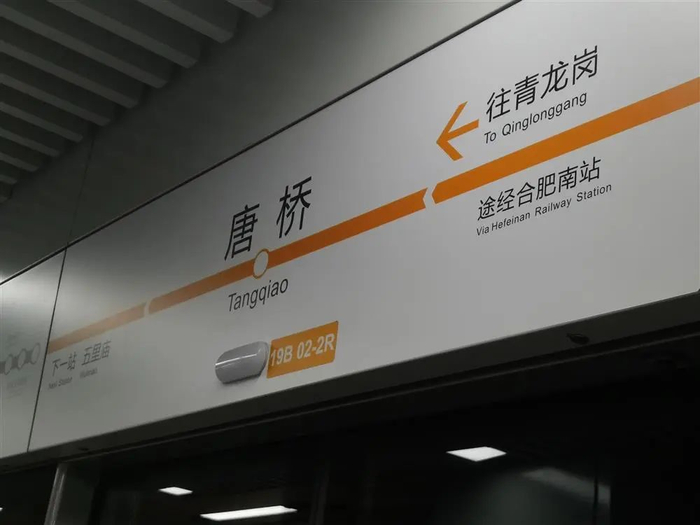 往青龙岗
To Qinglonggang
途经合肥南站
Via Hefeinan Railway Station
唐桥
Tangqiao
下一站 五里庙
19B 02-2R